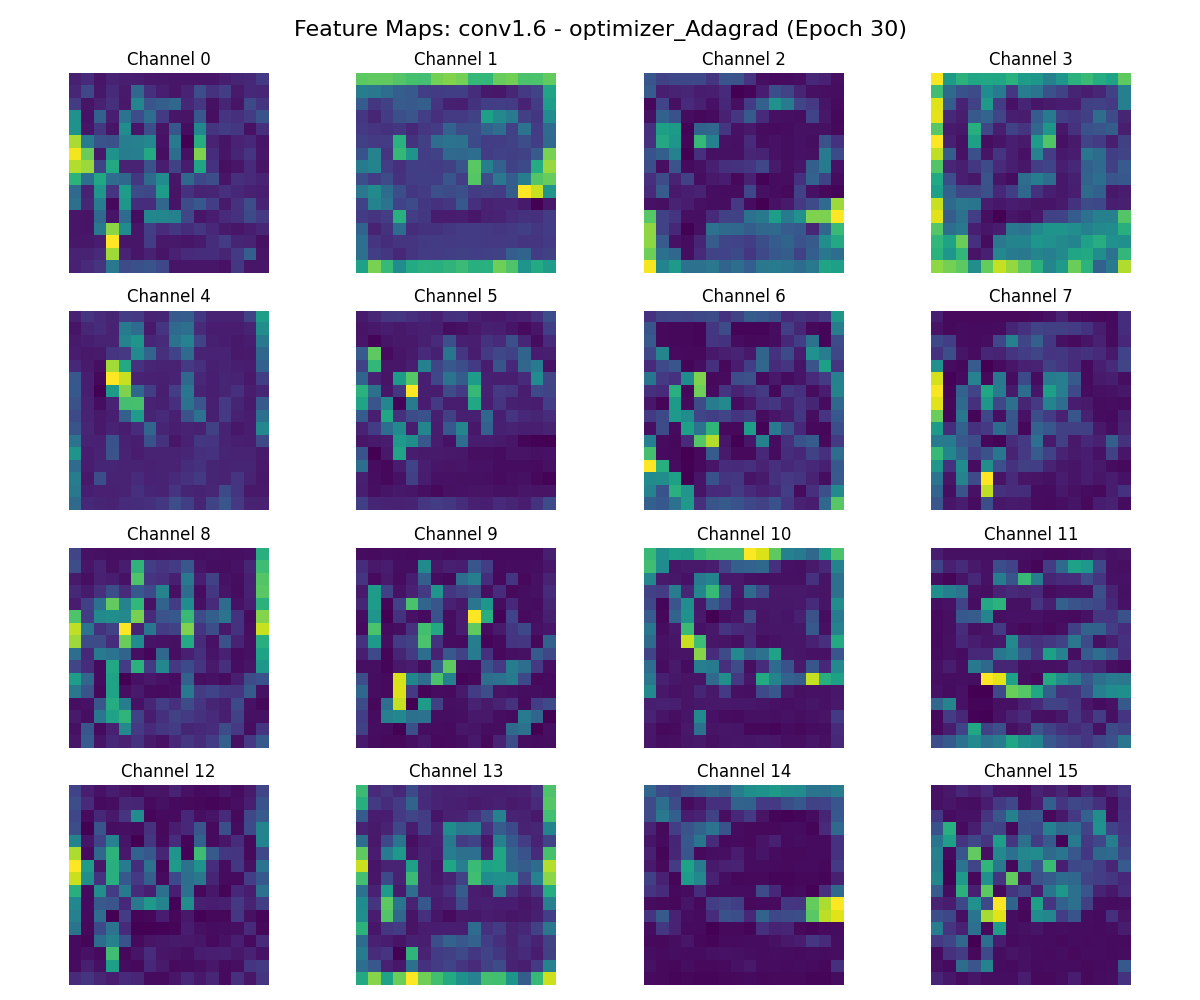 Feature Maps: conv1.6 - optimizer_Adagrad (Epoch 30)
Channel 0
Channel 1
Channel 2
Channel 3
Channel 4
Channel 5
Channel 6
Channel 7
Channel 8
Channel 9
Channel 10
Channel 11
Channel 12
Channel 13
Channel 14
Channel 15